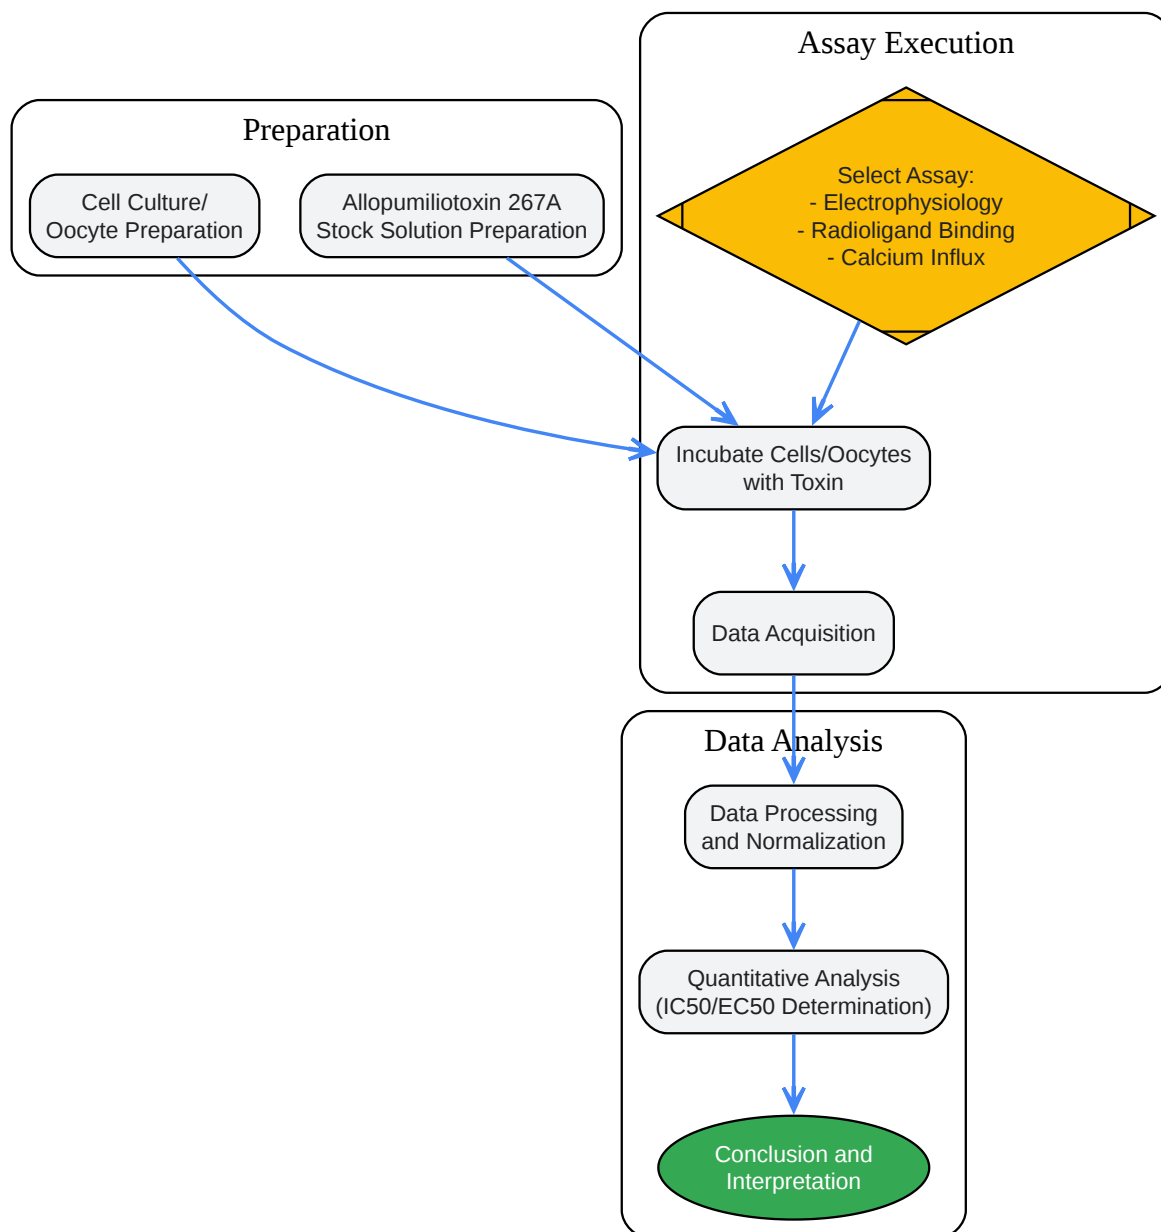 Preparation
Cell Culture/
Oocyte Preparation
Allopumiliotoxin 267A
Stock Solution Preparation
Assay Execution
Select Assay:
- Electrophysiology
- Radioligand Binding
- Calcium Influx
Incubate Cells/Oocytes
with Toxin
Data Acquisition
Data Analysis
Data Processing
and Normalization
Quantitative Analysis
(IC50/EC50 Determination)
Conclusion and
Interpretation